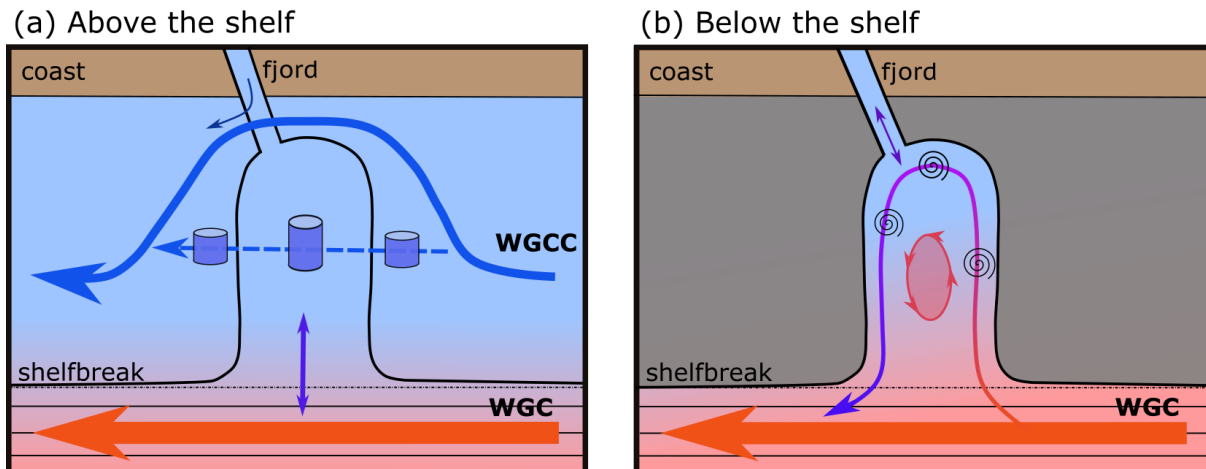 (a) Above the shelf
coast
fjord
WGCC
shelfbreak
WGC
(b) Below the shelf
coast
fjord
shelfbreak
WGC